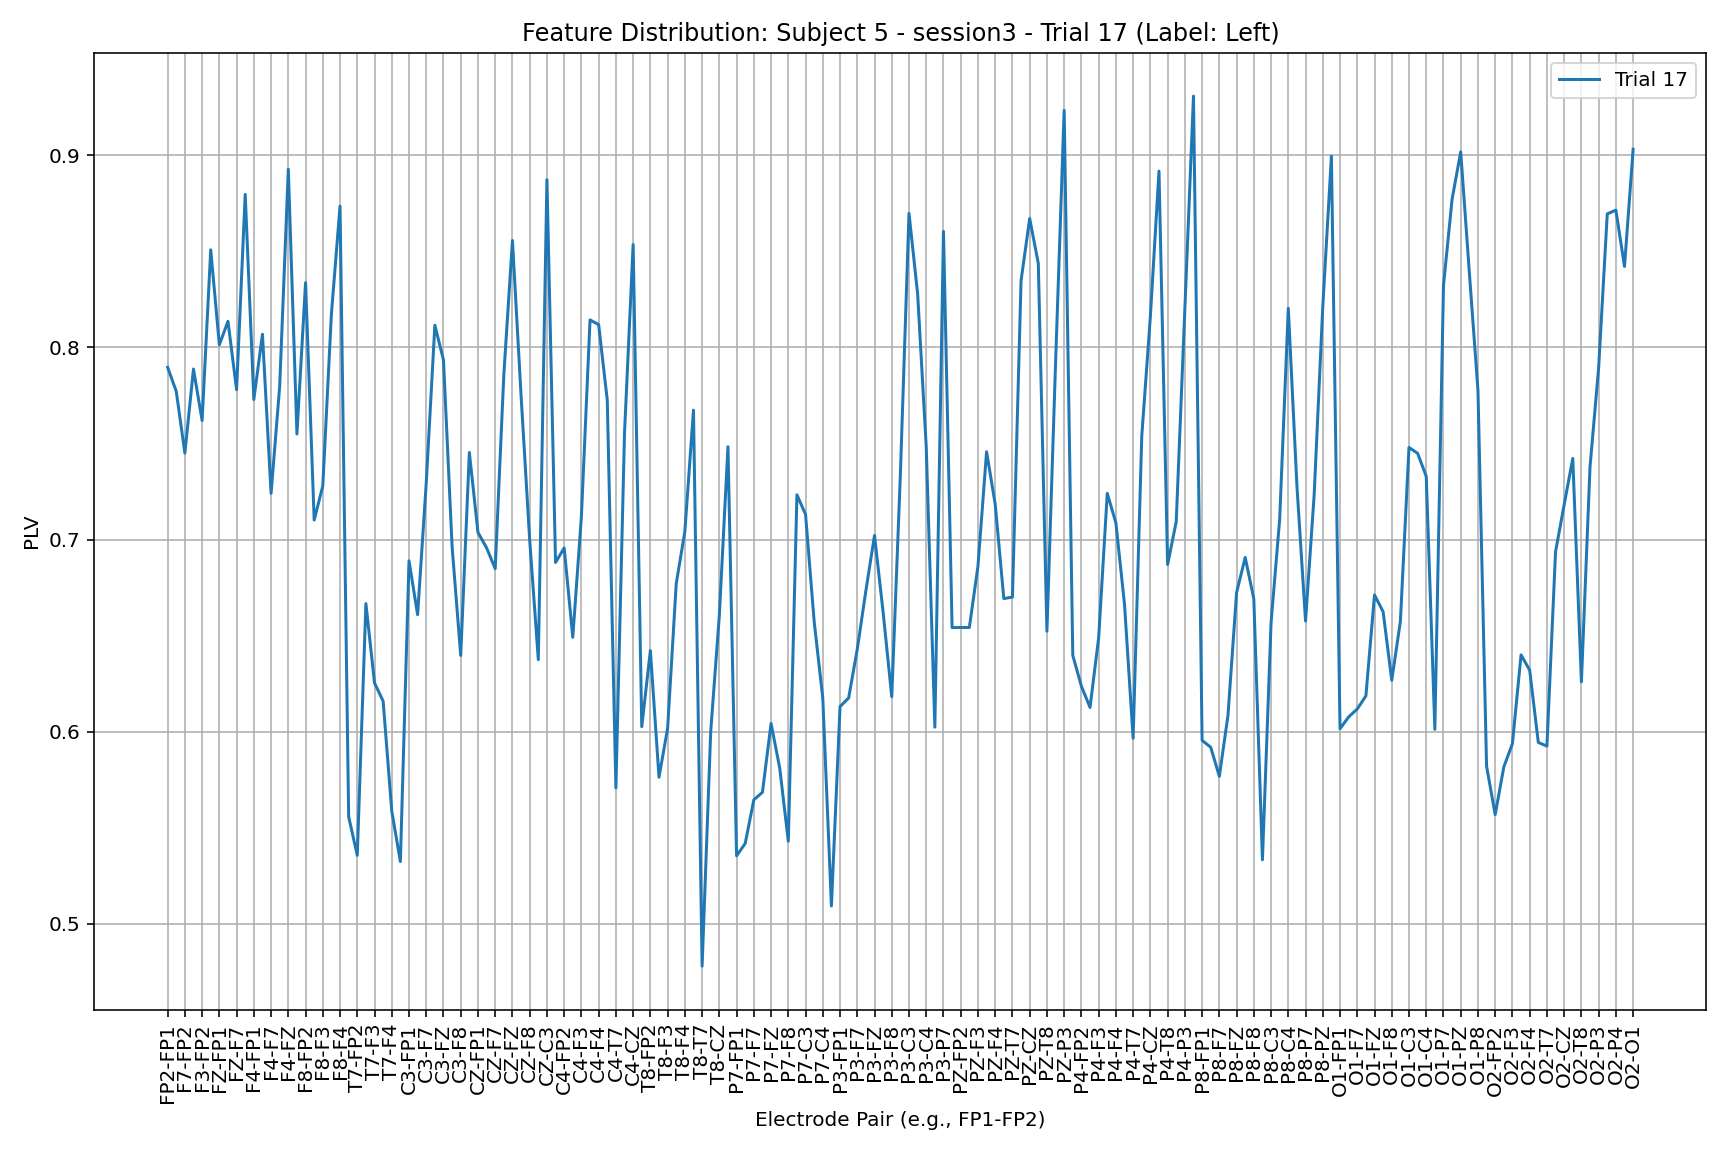 Feature Distribution: Subject 5 - session3 - Trial 17 (Label: Left)
Trial 17
PLV
0.9
0.8
0.7
0.6
0.5
FP2-FP1
F7-FP2
F3-FP2
FZ-FP1
FZ-F7
F4-FP1
F4-F7
F4-FZ
F8-FP2
F8-F3
F8-F4
T7-FP2
T7-F3
T7-F4
C3-FP1
C3-F7
C3-FZ
C3-F8
CZ-FP1
CZ-F7
CZ-FZ
CZ-F8
CZ-C3
C4-FP2
C4-F3
C4-F4
C4-T7
C4-CZ
T8-FP2
T8-F3
T8-F4
T8-T7
T8-CZ
P7-FP1
P7-F7
P7-FZ
P7-F8
P7-C3
P7-C4
P3-FP1
P3-F7
P3-FZ
P3-F8
P3-C3
P3-C4
P3-P7
PZ-FP2
PZ-F3
PZ-F4
PZ-T7
PZ-CZ
PZ-T8
PZ-P3
P4-FP2
P4-F3
P4-F4
P4-T7
P4-CZ
P4-T8
P4-P3
P8-FP1
P8-F7
P8-FZ
P8-F8
P8-C3
P8-C4
P8-P7
P8-PZ
O1-FP1
O1-F7
O1-FZ
O1-F8
O1-C3
O1-C4
O1-P7
O1-PZ
O1-P8
O2-FP2
O2-F3
O2-F4
O2-T7
O2-CZ
O2-T8
O2-P3
O2-P4
O2-O1
Electrode Pair (e.g., FP1-FP2)